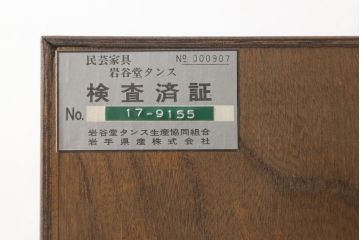 民芸家具 No 000907
岩谷堂タンス
検査済証
No. 17-9155
岩谷堂タンス生産協同組合
岩手県産株式会社